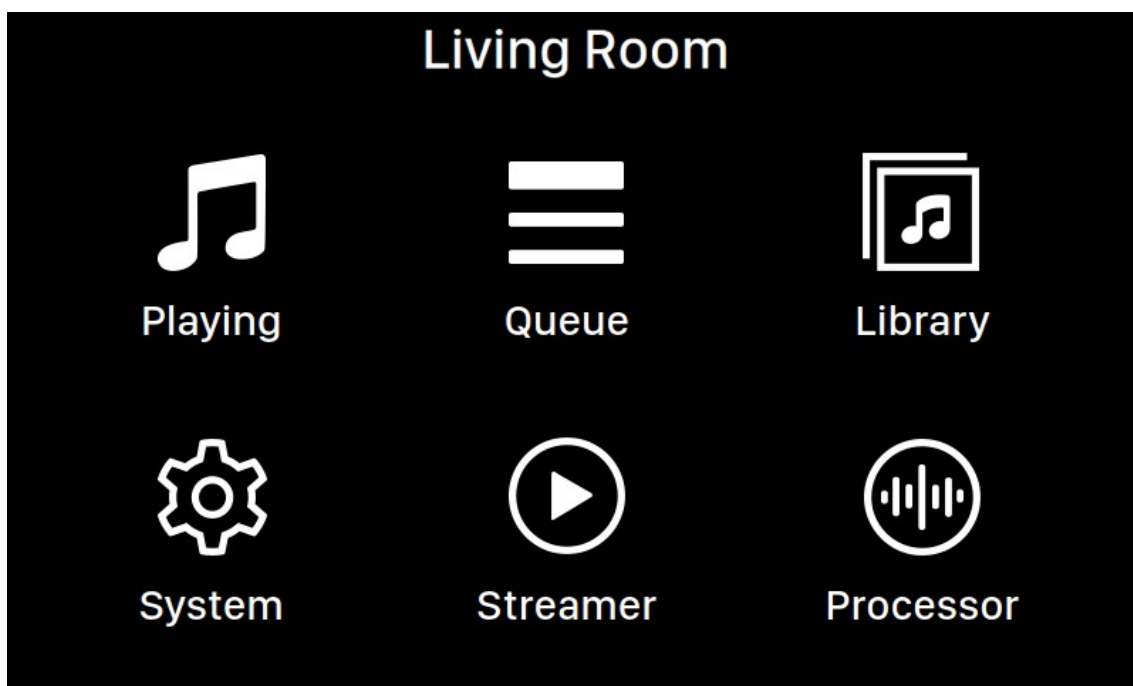 Living Room
Playing
Queue
Library
System
Streamer
Processor